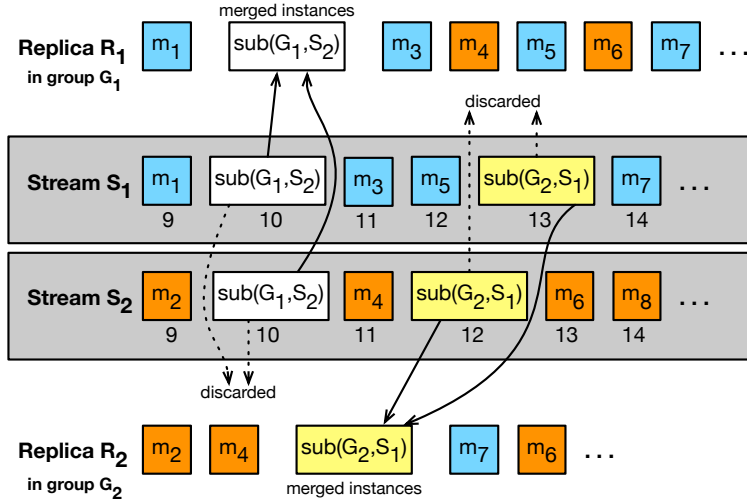 merged instances
Replica R1 m1 sub(G1,S2) m3 m4 m5 m6 m7 ...
in group G1
discarded
Stream S1 m1 sub(G1,S2) m3 m5 sub(G2,S1) m7 ...
9 10 11 12 13 14
Stream S2 m2 sub(G1,S2) m4 sub(G2,S1) m6 m8 ...
9 10 11 12 13 14
discarded
Replica R2 m2 m4 sub(G2,S1) m7 m6 ...
in group G2
merged instances